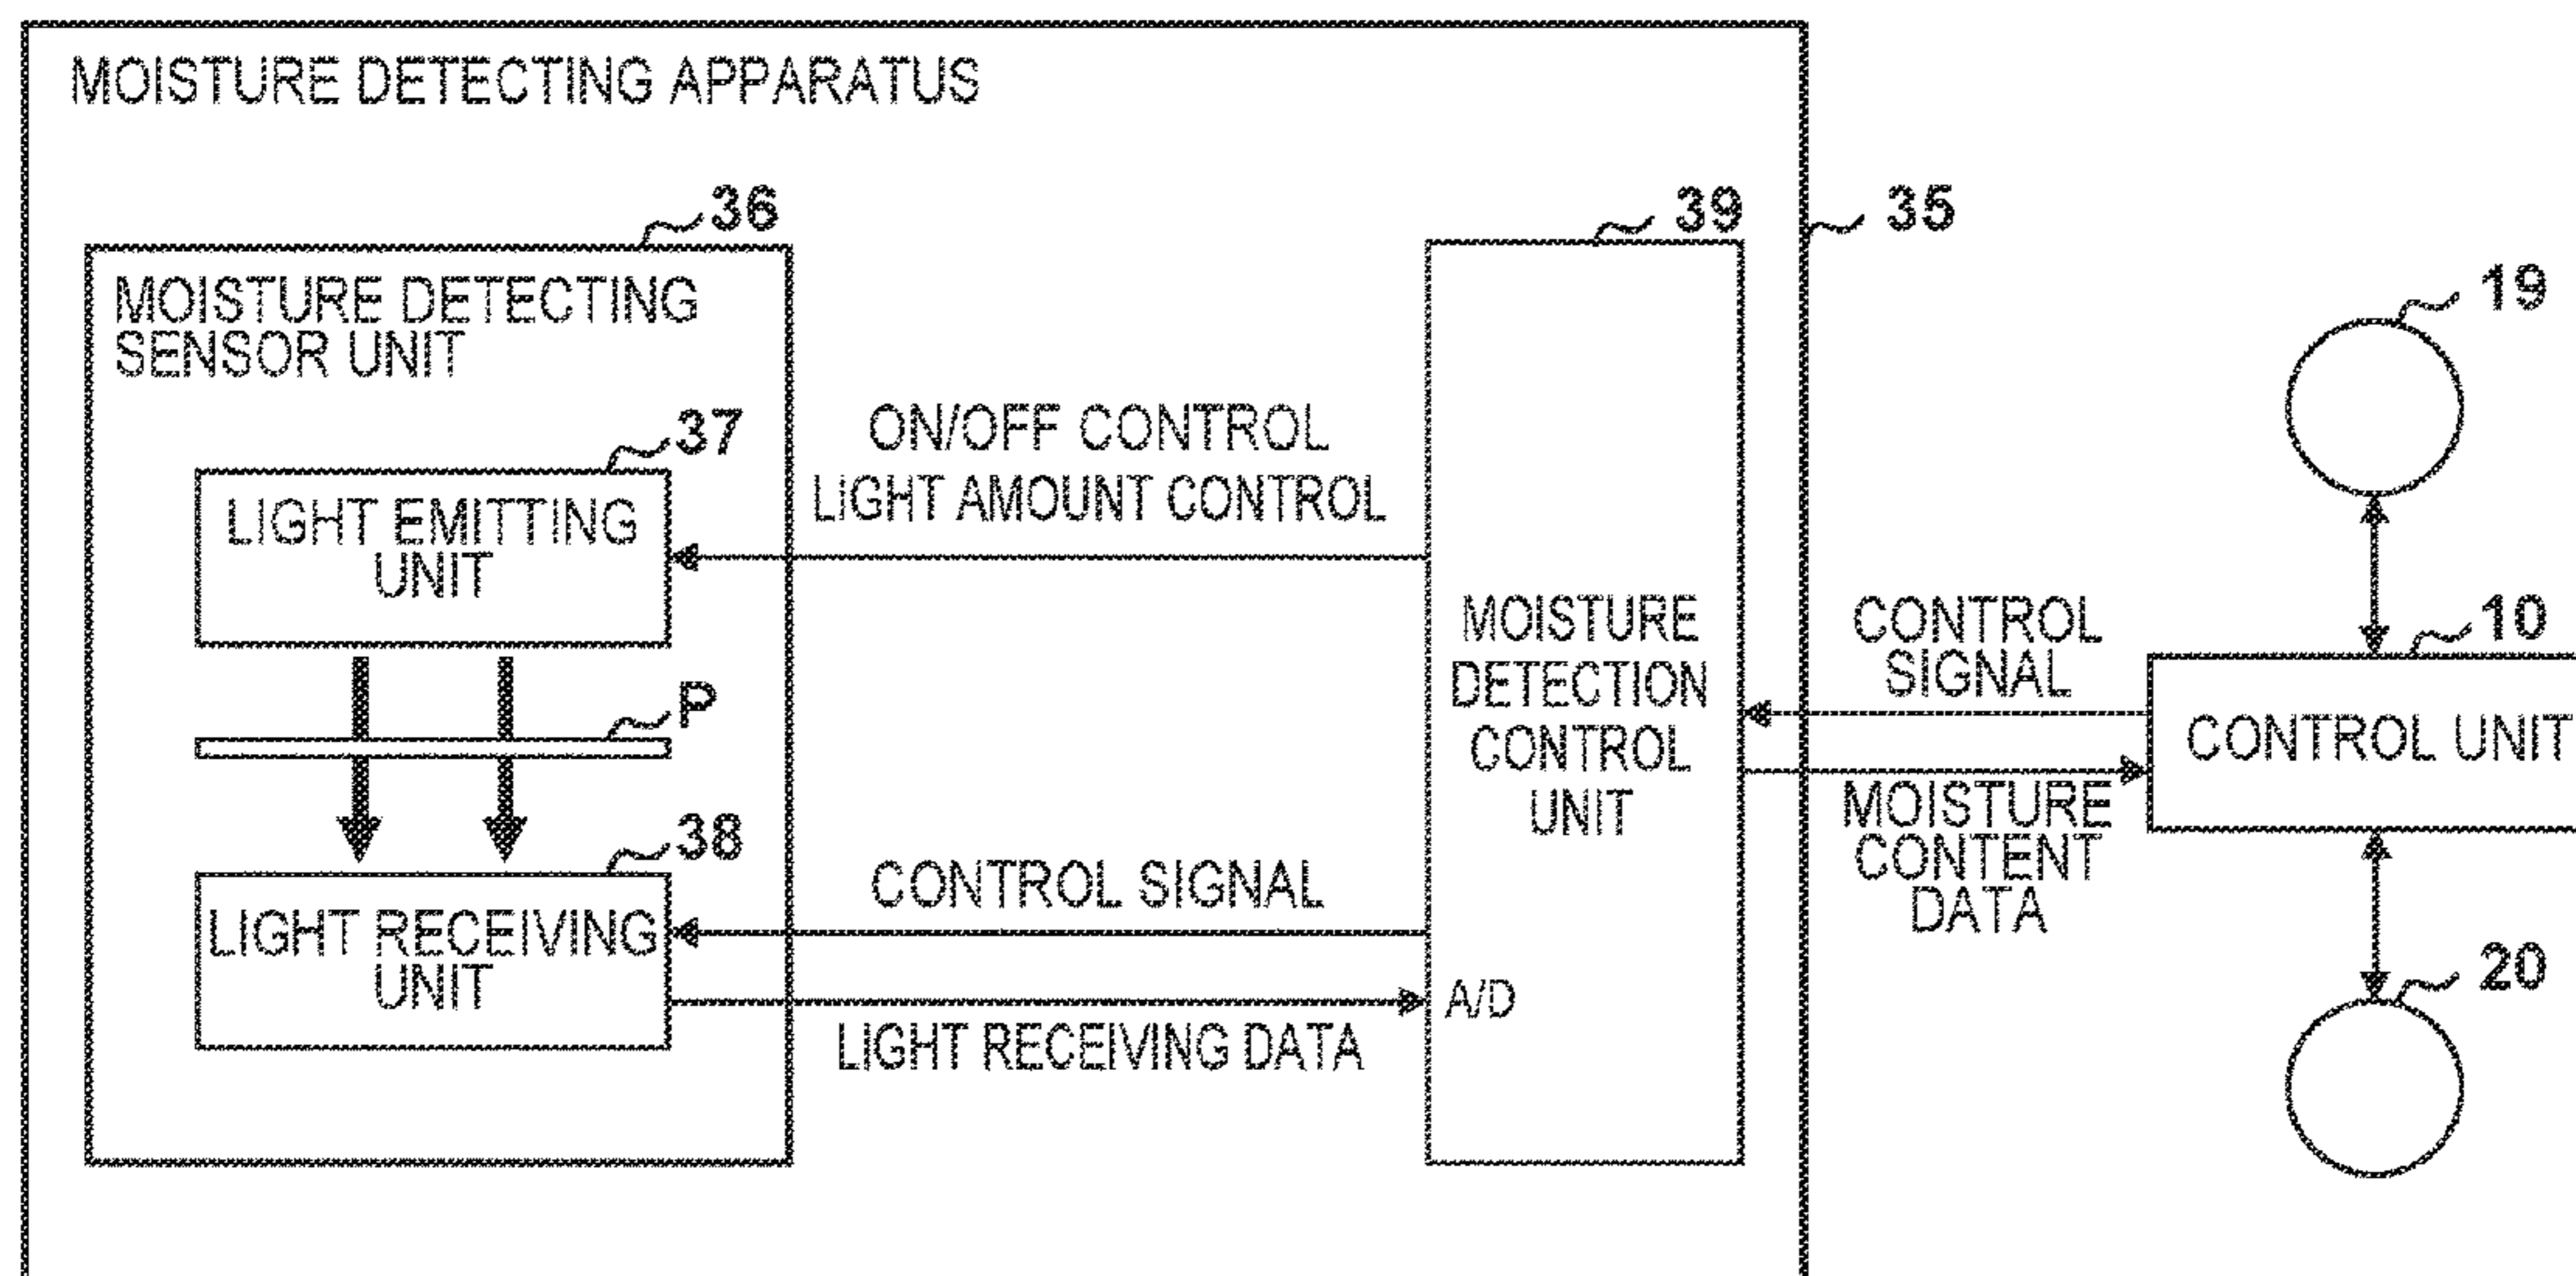 MOISTURE DETECTING APPARATUS
36
39
35
MOISTURE DETECTING
SENSOR UNIT
19
37
ON/OFF CONTROL
LIGHT AMOUNT CONTROL
LIGHT EMITTING
UNIT
MOISTURE
DETECTION
CONTROL
UNIT
CONTROL
SIGNAL
10
P
CONTROL UNIT
MOISTURE
CONTENT
DATA
38
CONTROL SIGNAL
LIGHT RECEIVING
UNIT
A/D
LIGHT RECEIVING DATA
20